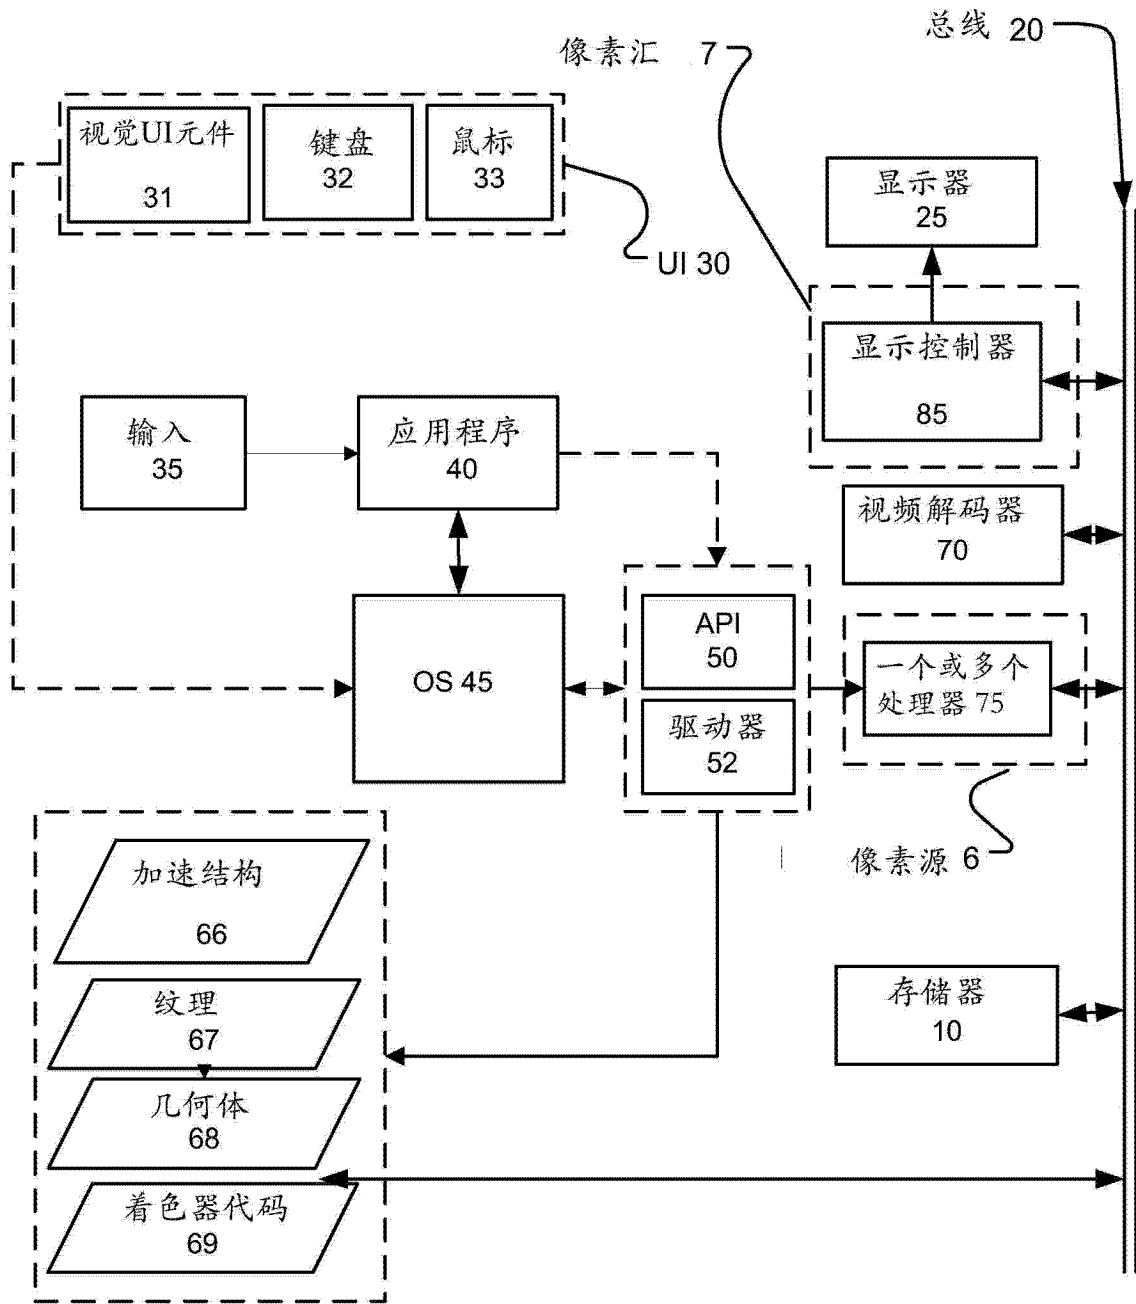 总线 20
像素汇 7
视觉UI元件
31
键盘
32
鼠标
33
UI 30
显示器
25
显示控制器
85
输入
35
应用程序
40
视频解码器
70
OS 45
API
50
驱动器
52
一个或多个
处理器 75
像素源 6
加速结构
66
纹理
67
几何体
68
着色器代码
69
存储器
10